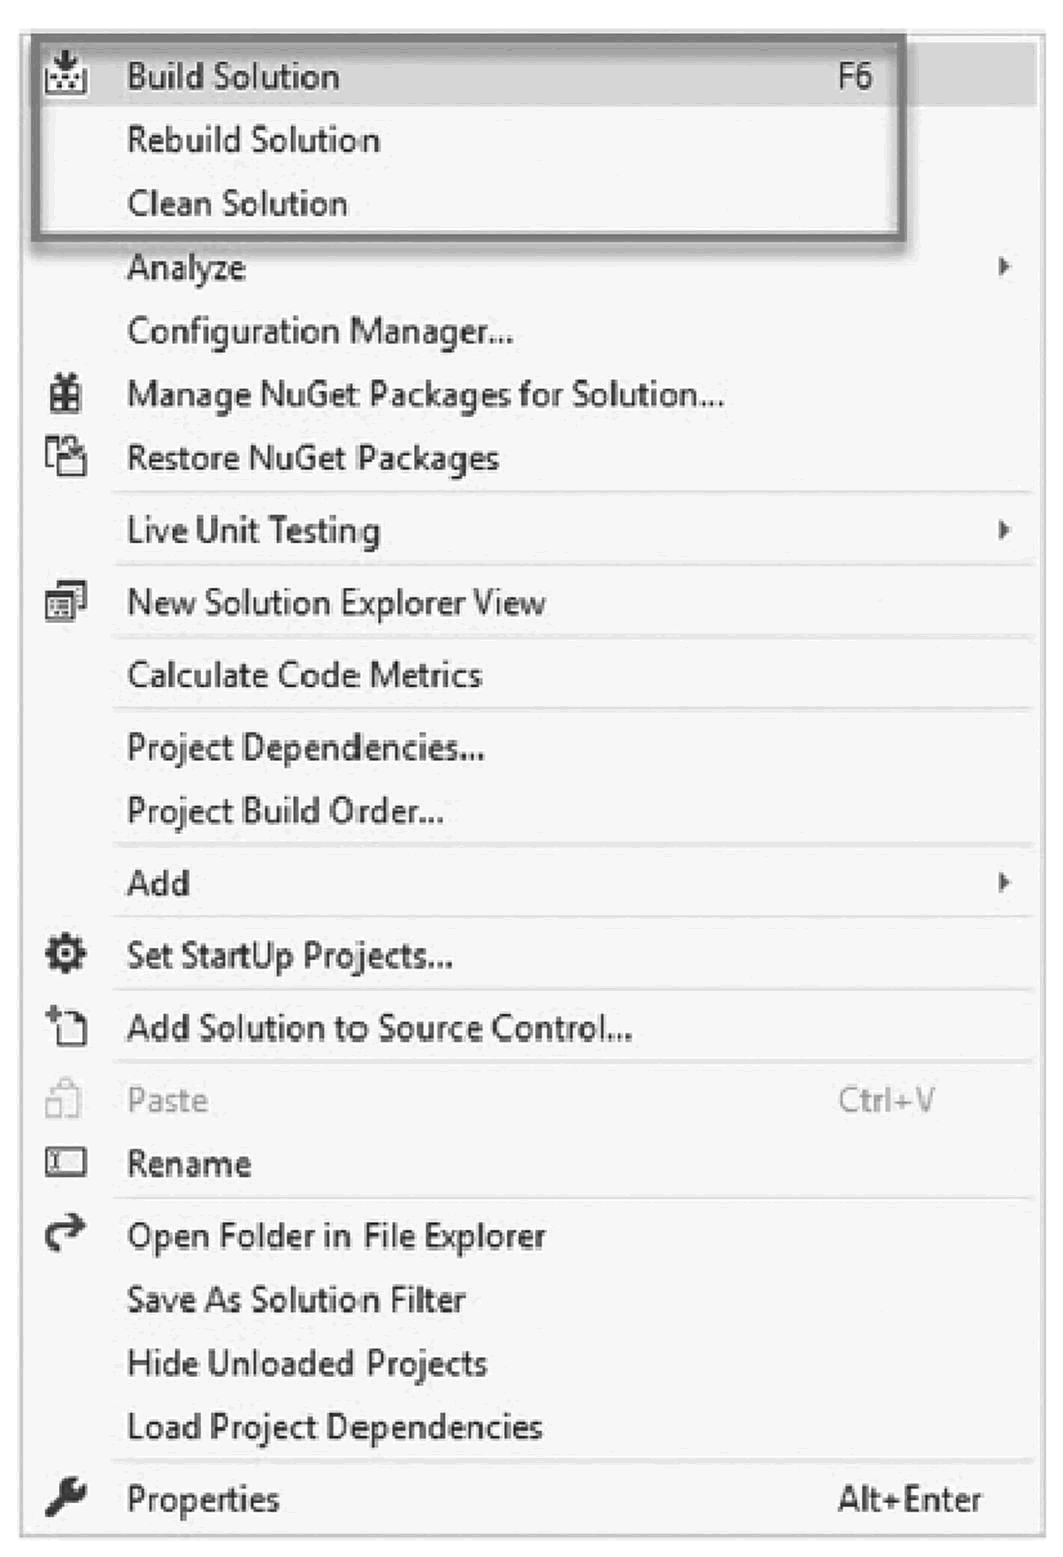 Build Solution F6
Rebuild Solution
Clean Solution
Analyze
Configuration Manager...
Manage NuGet Packages for Solution...
Restore NuGet Packages
Live Unit Testing
New Solution Explorer View
Calculate Code Metrics
Project Dependencies...
Project Build Order...
Add
Set StartUp Projects...
Add Solution to Source Control...
Paste Ctrl+V
Rename
Open Folder in File Explorer
Save As Solution Filter
Hide Unloaded Projects
Load Project Dependencies
Properties Alt+Enter